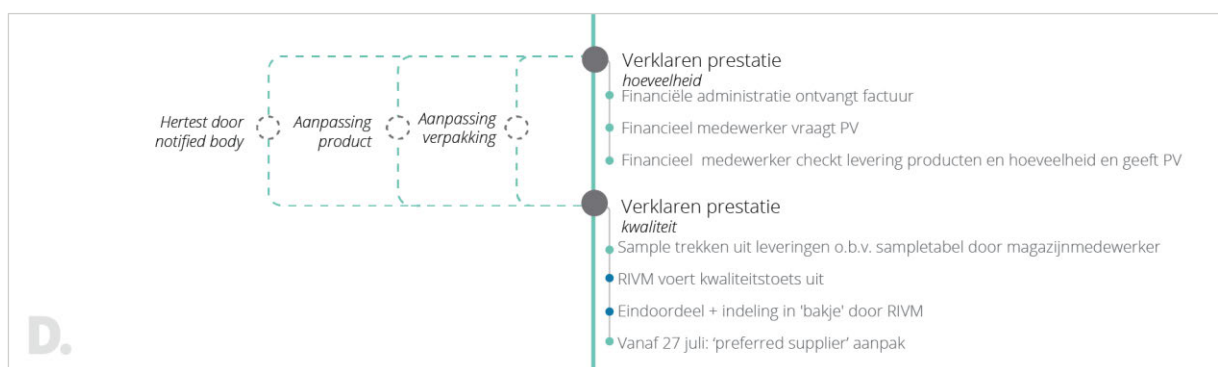 Verklaren prestatie
hoeveelheid
Financiële administratie ontvangt factuur
Hertest door
notified body
Aanpassing
product
Aanpassing
verpakking
Financieel medewerker vraagt PV
Financieel medewerker checkt levering producten en hoeveelheid en geeft PV
Verklaren prestatie
kwaliteit
Sample trekken uit leveringen o.b.v. sampletabel door magazijnmedewerker
RIVM voert kwaliteitstoets uit
Eindoordeel + indeling in 'bakje' door RIVM
Vanaf 27 juli: ‘preferred supplier’ aanpak
D.